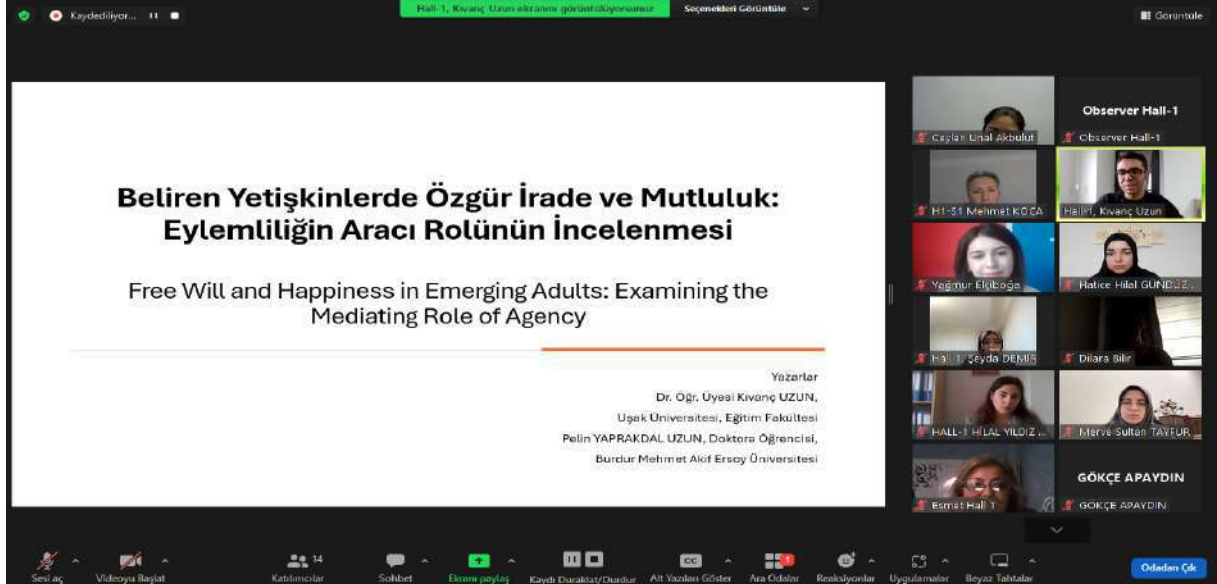 Kaydediliyor...
Hall-1, Kıvanç Uzun ekranını görüntülüyorsunuz
Seçenekleri Görüntüle
Görüntüle
Beliren Yetişkinlerde Özgür İrade ve Mutluluk:
Eylemliliğin Aracı Rolünün İncelenmesi
Free Will and Happiness in Emerging Adults: Examining the
Mediating Role of Agency
Yazarlar
Dr. Öğr. Üyesi Kıvanç UZUN,
Uşak Üniversitesi, Eğitim Fakültesi
Pelin YAPRAKDAL UZUN, Doktora Öğrencisi,
Burdur Mehmet Akif Ersoy Üniversitesi
Ceylan Ünal Akbulut
Observer Hall-1
Observer Hall-1
H1-S1 Mehmet KOCA
Hall-1, Kıvanç Uzun
Yağmur Elçiboğa
Hatice Hilal GÜNDÜZ...
Hall 1, Şeyda DEMİR
Dilara Bilir
HALL-1 HİLAL YILDIZ...
Merve Sultan TAYFUR
Esmat Hall 1
GÖKÇE APAYDIN
GÖKÇE APAYDIN
Sesi aç
Videoyu Başlat
14
Katılımcılar
Sohbet
Ekranı paylaş
Kaydı Duraklat/Durdur
CC
Alt Yazıları Göster
1
Ara Odalar
Reaksiyonlar
Uygulamalar
Beyaz Tahtalar
Odadan Çık